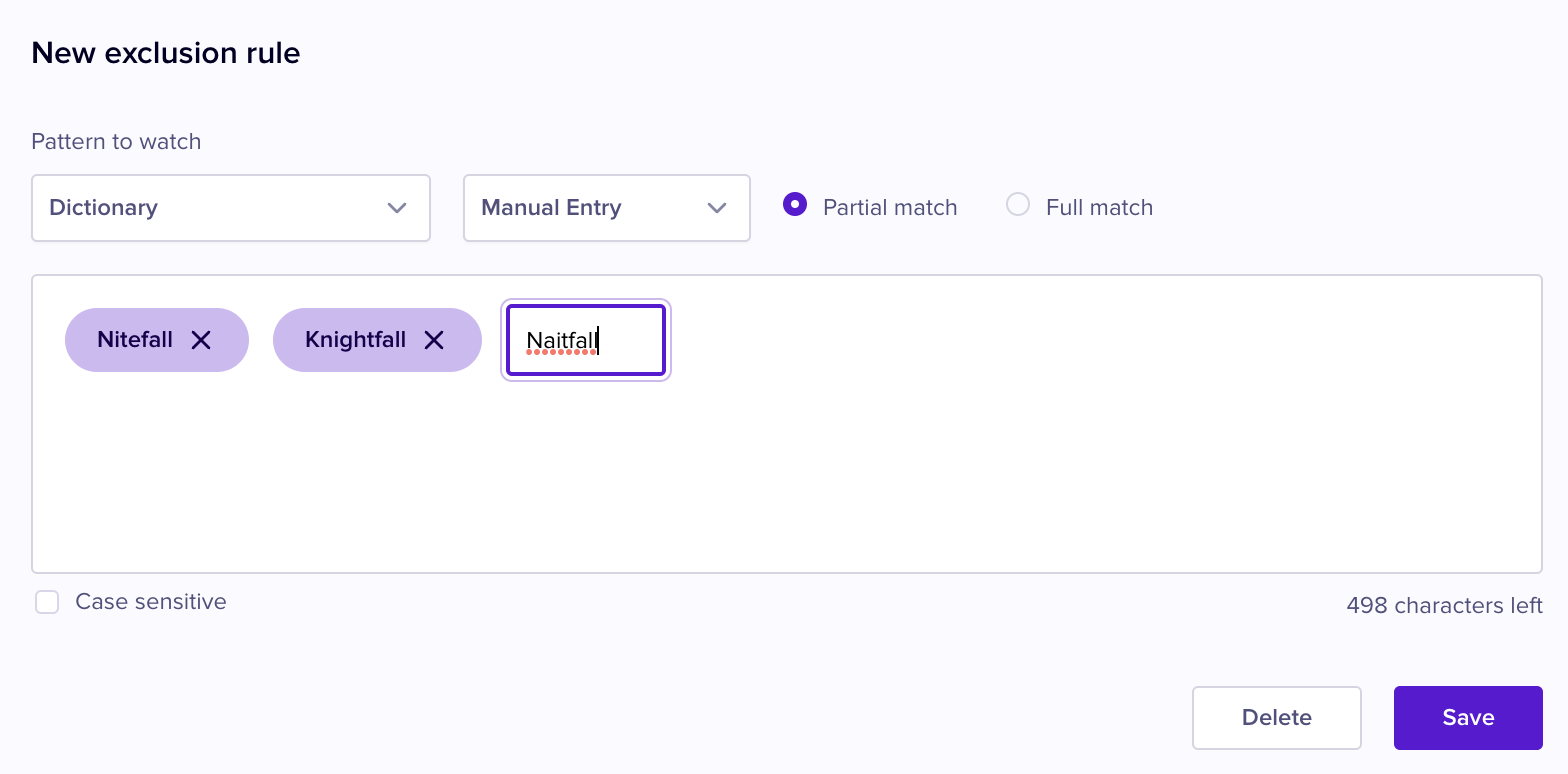 New exclusion rule
Pattern to watch
Dictionary Manual Entry Partial match Full match
Nitefall Knightfall Naitfall
Case sensitive 498 characters left
Delete Save